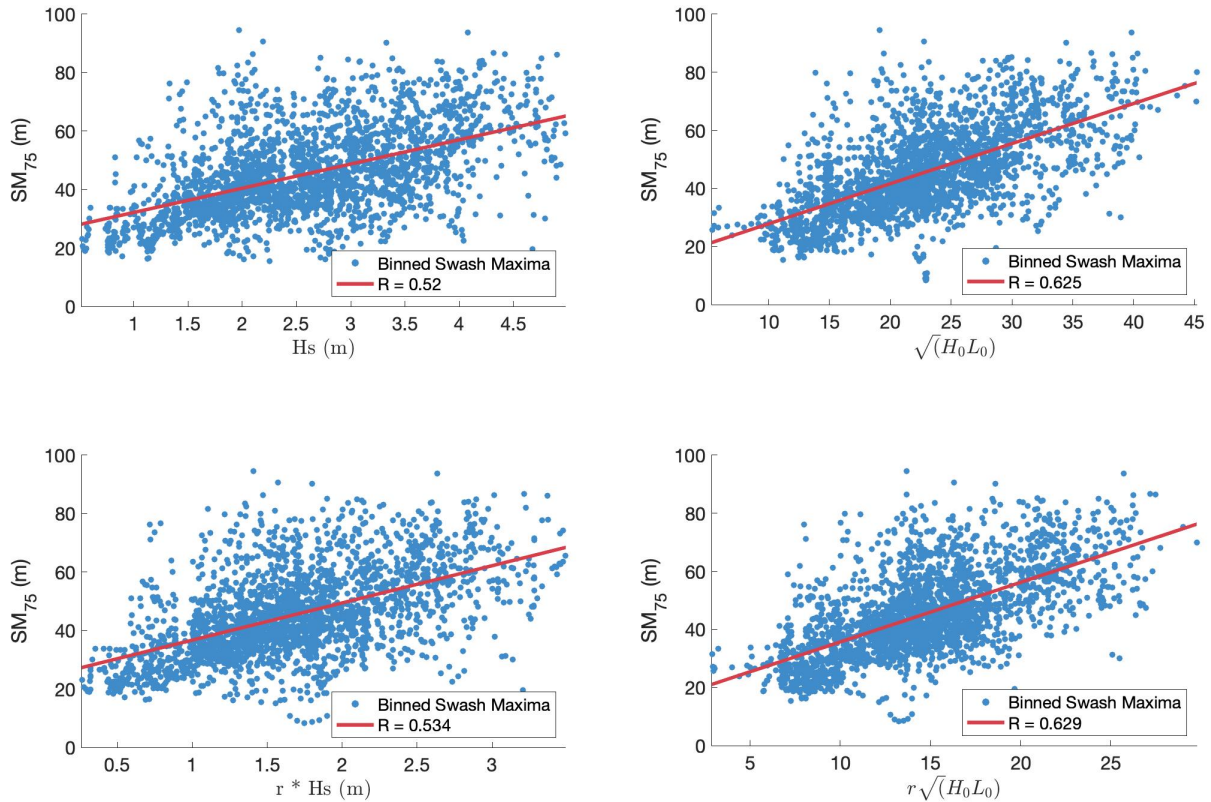 100
80
60
40
20
0
SM75 (m)
Binned Swash Maxima
R = 0.52
1 1.5 2 2.5 3 3.5 4 4.5
Hs (m)
100
80
60
40
20
0
SM75 (m)
Binned Swash Maxima
R = 0.625
10 15 20 25 30 35 40 45
√(H0L0)
100
80
60
40
20
0
SM75 (m)
Binned Swash Maxima
R = 0.534
0.5 1 1.5 2 2.5 3
r * Hs (m)
100
80
60
40
20
0
SM75 (m)
Binned Swash Maxima
R = 0.629
5 10 15 20 25
r√(H0L0)